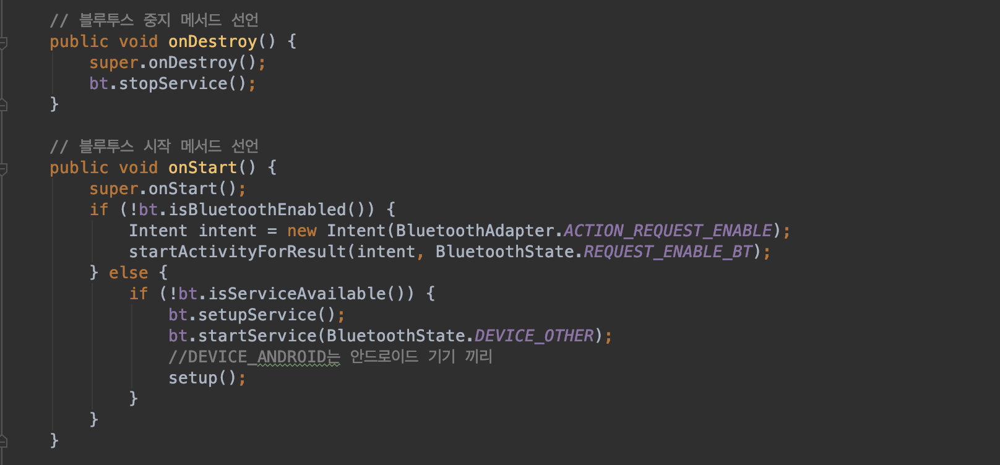 // 블루투스 중지 메서드 선언
public void onDestroy() {
    super.onDestroy();
    bt.stopService();
}

// 블루투스 시작 메서드 선언
public void onStart() {
    super.onStart();
    if (!bt.isBluetoothEnabled()) {
        Intent intent = new Intent(BluetoothAdapter.ACTION_REQUEST_ENABLE);
        startActivityForResult(intent, BluetoothState.REQUEST_ENABLE_BT);
    } else {
        if (!bt.isServiceAvailable()) {
            bt.setupService();
            bt.startService(BluetoothState.DEVICE_OTHER);
            //DEVICE_ANDROID는 안드로이드 기기 끼리
            setup();
        }
    }
}